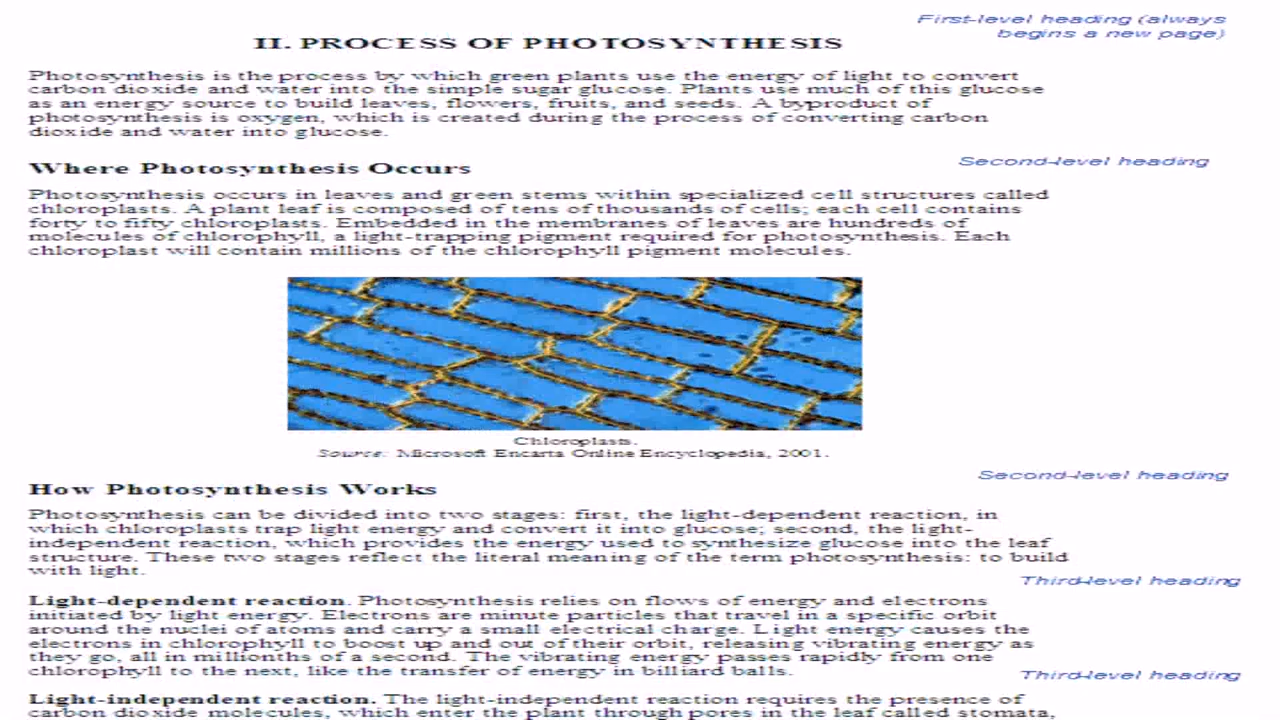 First-level heading (always
begins a new page)
II. PROCESS OF PHOTOSYNTHESIS
Photosynthesis is the process by which green plants use the energy of light to convert
carbon dioxide and water into the simple sugar glucose. Plants use much of this glucose
as an energy source to build leaves, flowers, fruits, and seeds. A byproduct of
photosynthesis is oxygen, which is created during the process of converting carbon
dioxide and water into glucose.
Where Photosynthesis Occurs
Second-level heading
Photosynthesis occurs in leaves and green stems within specialized cell structures called
chloroplasts. A plant leaf is composed of tens of thousands of cells; each cell contains
forty to fifty chloroplasts. Embedded in the membranes of leaves are hundreds of
molecules of chlorophyll, a light-trapping pigment required for photosynthesis. Each
chloroplast will contain millions of the chlorophyll pigment molecules.
Chloroplasts.
Source: Microsoft Encarta Online Encyclopedia, 2001.
Second-level heading
How Photosynthesis Works
Photosynthesis can be divided into two stages: first, the light-dependent reaction, in
which chloroplasts trap light energy and convert it into glucose; second, the light-
independent reaction, which provides the energy used to synthesize glucose into the leaf
structure. These two stages reflect the literal meaning of the term photosynthesis: to build
with light.
Third-level heading
Light-dependent reaction. Photosynthesis relies on flows of energy and electrons
initiated by light energy. Electrons are minute particles that travel in a specific orbit
around the nuclei of atoms and carry a small electrical charge. Light energy causes the
electrons in chlorophyll to boost up and out of their orbit, releasing vibrating energy as
they go, all in millionths of a second. The vibrating energy passes rapidly from one
chlorophyll to the next, like the transfer of energy in billiard balls.
Third-level heading
Light-independent reaction. The light-independent reaction requires the presence of
carbon dioxide molecules, which enter the plant through pores in the leaf called stomata,